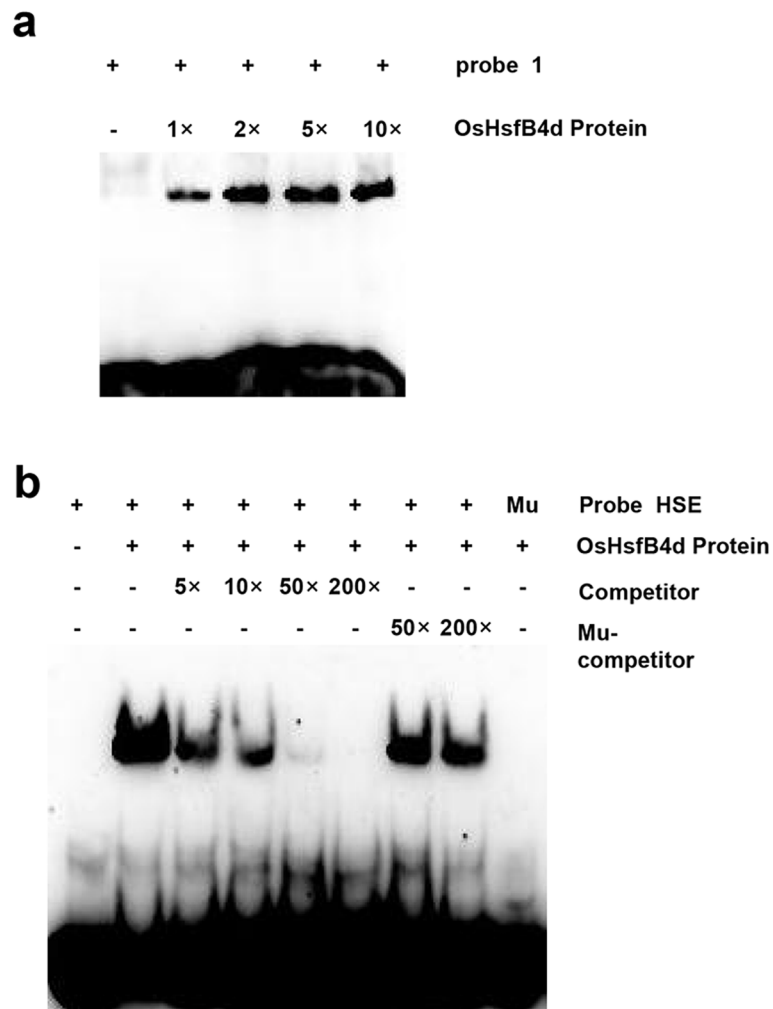 a
+ + + + + probe 1
- 1× 2× 5× 10× OsHsfB4d Protein
b
+ + + + + + + + Mu Probe HSE
- + + + + + + + + OsHsfB4d Protein
- - 5× 10× 50× 200× - - - Competitor
- - - - - - 50× 200× - Mu-
competitor